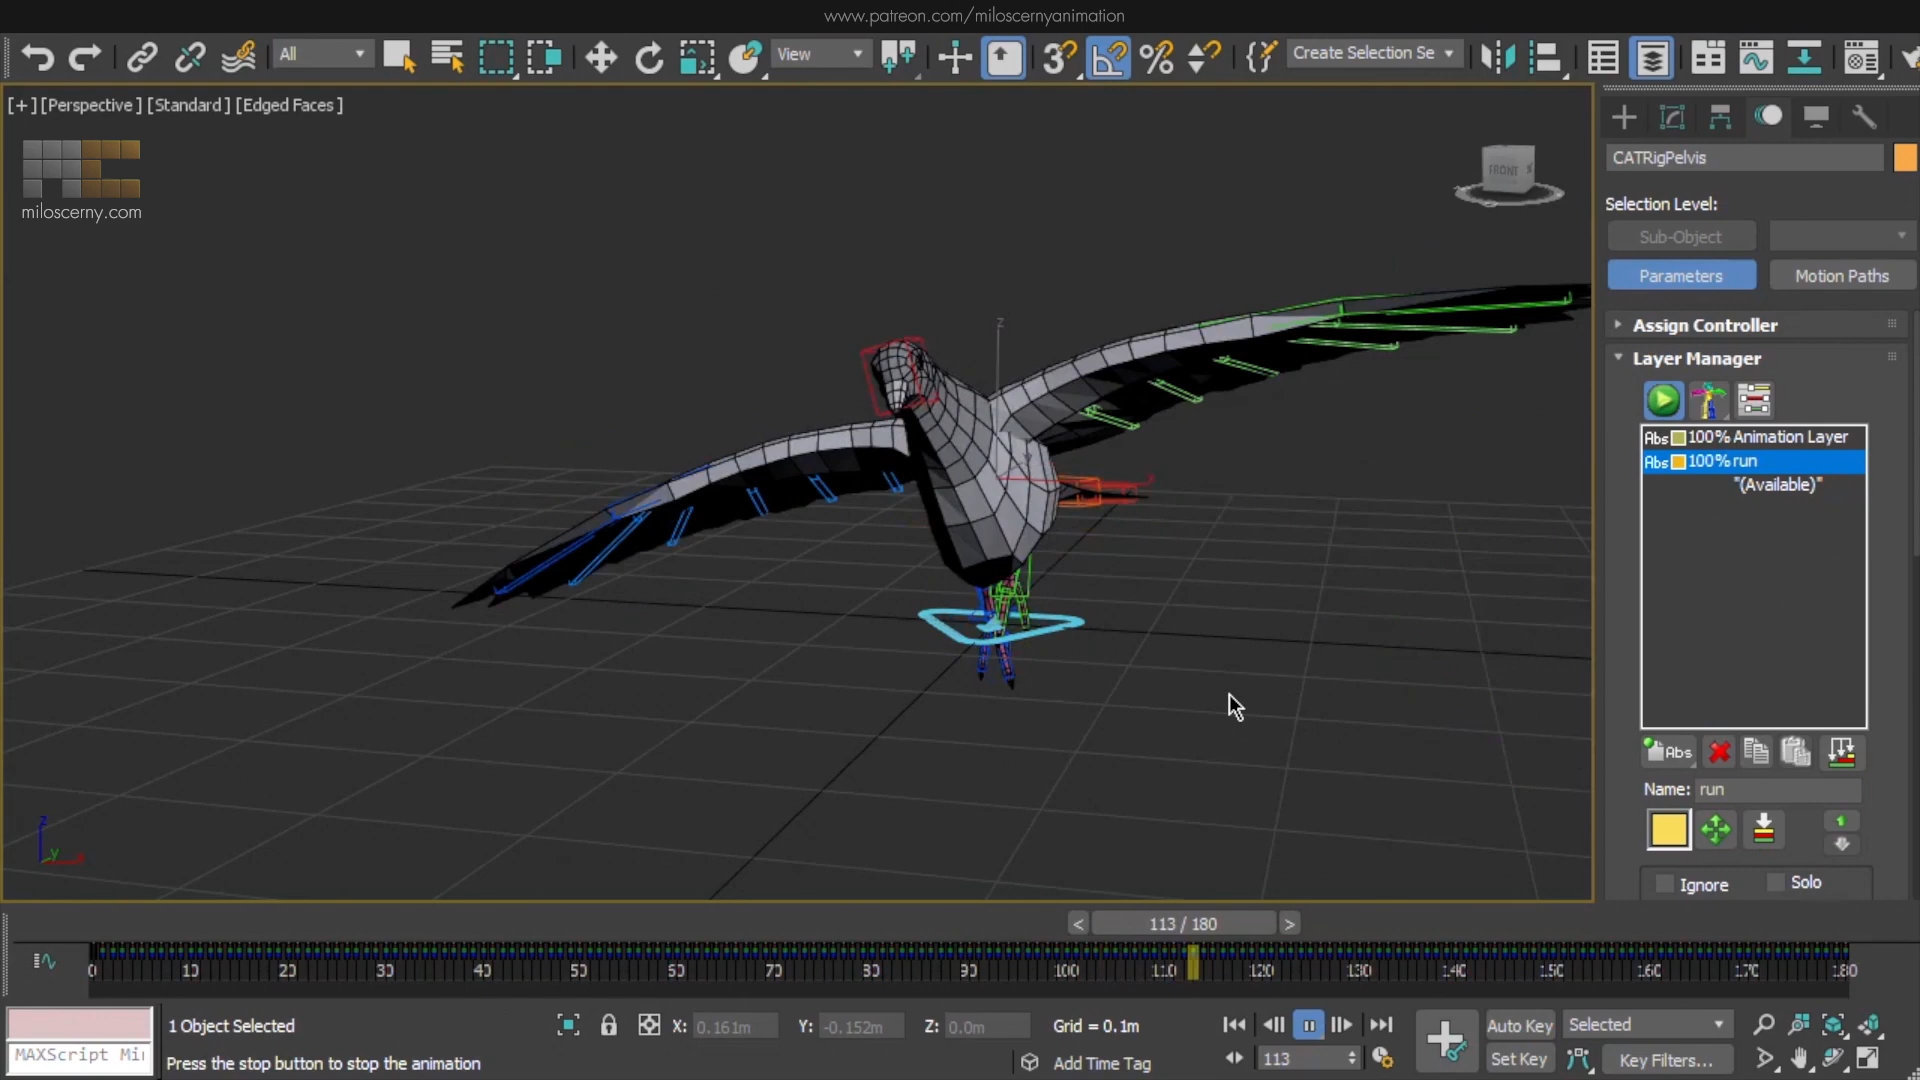 www.patreon.com/miloscernyanimation
All
View
Create Selection Se
[+] [Perspective ] [Standard ] [Edged Faces ]
miloscerny.com
FRONT
z
CATRigPelvis
Selection Level:
Sub-Object
Parameters
Motion Paths
Assign Controller
Layer Manager
Abs 100% Animation Layer
Abs 100% run
"(Available)"
Abs
Name: run
Ignore
Solo
z
y
< 113 / 180 >
0 10 20 30 40 50 60 70 80 90 100 110 120 130 140 150 160 170 180
1 Object Selected
X: 0.161m
Y: -0.152m
Z: 0.0m
Grid = 0.1m
Auto Key
Selected
MAXScript Mi
Press the stop button to stop the animation
Add Time Tag
113
Set Key
Key Filters...